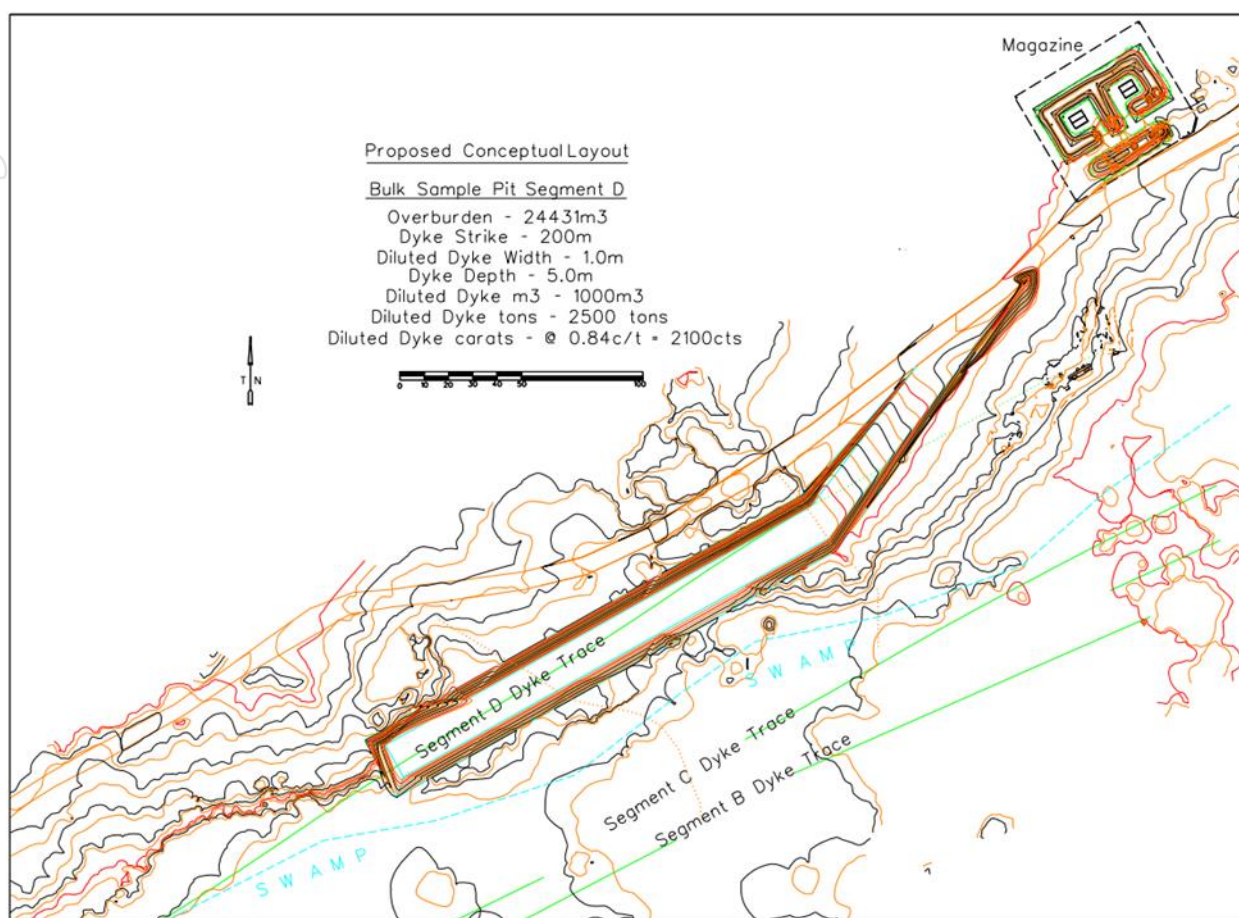 Magazine
Proposed Conceptual Layout
Bulk Sample Pit Segment D
Overburden - 24431m3
Dyke Strike - 200m
Diluted Dyke Width - 1.0m
Dyke Depth - 5.0m
Diluted Dyke m3 - 1000m3
Diluted Dyke tons - 2500 tons
Diluted Dyke carats - @ 0.84c/t = 2100cts
T N
0 10 20 30 40 50 100
Segment D Dyke Trace
SWAMP
Segment C Dyke Trace
Segment B Dyke Trace
SWAMP